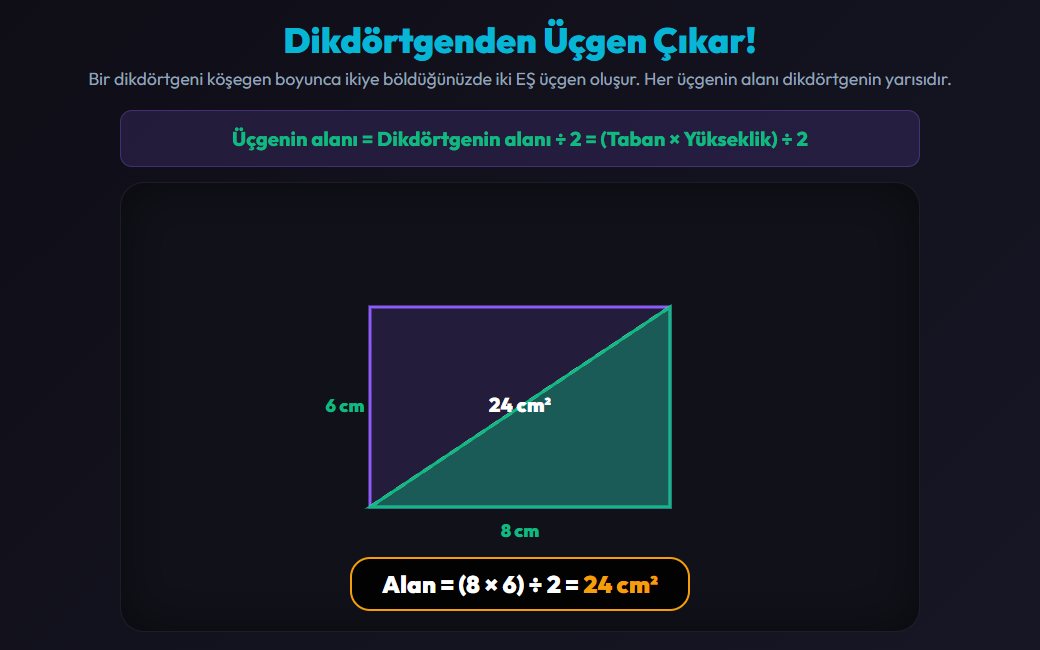 Dikdörtgenden Üçgen Çıkar!
Bir dikdörtgeni köşegen boyunca ikiye böldüğünüzde iki EŞ üçgen oluşur. Her üçgenin alanı dikdörtgenin yarısıdır.
Üçgenin alanı = Dikdörtgenin alanı ÷ 2 = (Taban × Yükseklik) ÷ 2
6 cm
24 cm²
8 cm
Alan = (8 × 6) ÷ 2 = 24 cm²